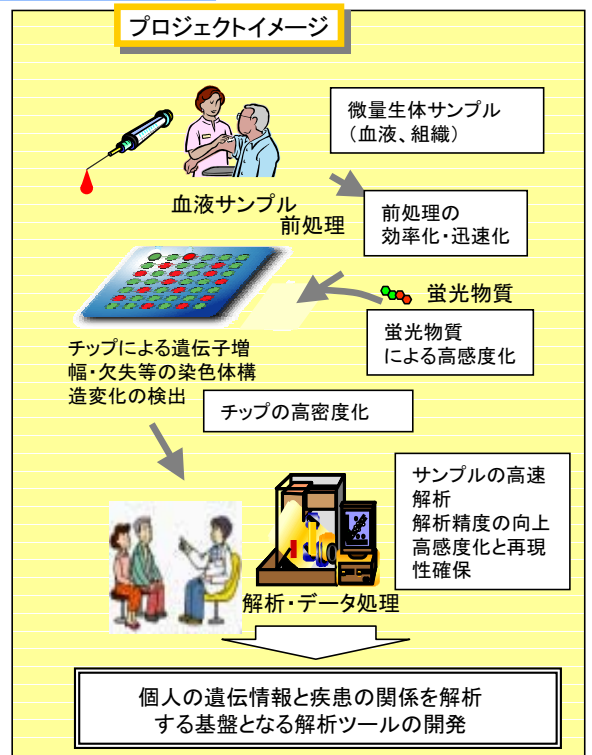 プロジェクトイメージ
微量生体サンプル
（血液、組織）
血液サンプル
前処理
前処理の
効率化・迅速化
蛍光物質
蛍光物質
による高感度化
チップによる遺伝子増
幅・欠失等の染色体構
造変化の検出
チップの高密度化
サンプルの高速
解析
解析精度の向上
高感度化と再現
性確保
解析・データ処理
個人の遺伝情報と疾患の関係を解析
する基盤となる解析ツールの開発